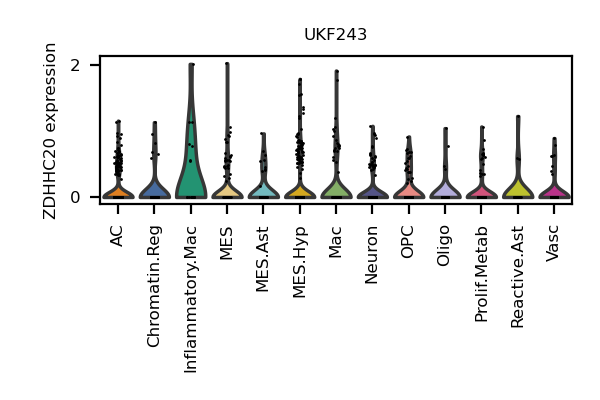 UKF243
ZDHHC20 expression
2
0
AC
Chromatin.Reg
Inflammatory.Mac
MES
MES.Ast
MES.Hyp
Mac
Neuron
OPC
Oligo
Prolif.Metab
Reactive.Ast
Vasc